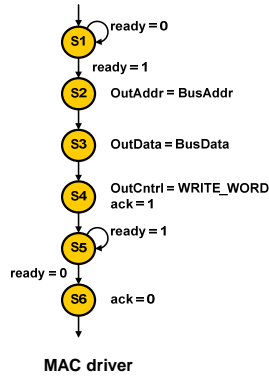 ready = 0
S1
ready = 1
S2 OutAddr = BusAddr
S3 OutData = BusData
S4 OutCntrl = WRITE_WORD
ack = 1
ready = 1
S5
ready = 0
S6 ack = 0
MAC driver